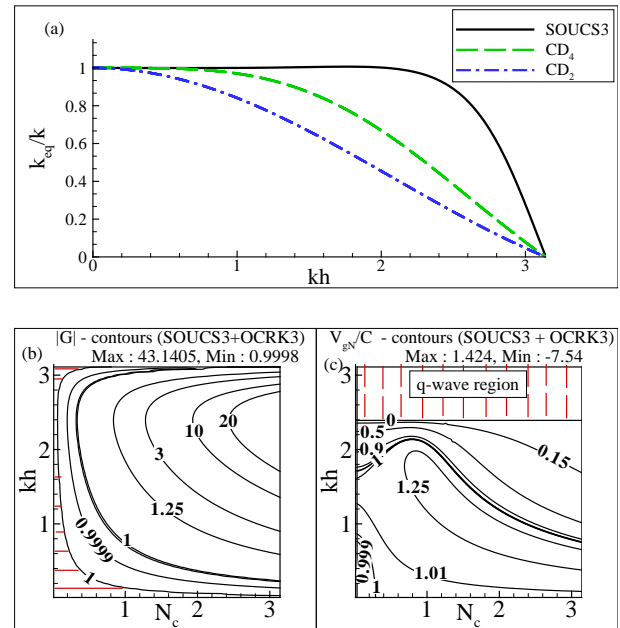 (a)
SOUCS3
CD4
CD2
keq/k
1
0.8
0.6
0.4
0.2
0
0 1 2 3
kh
|G| - contours (SOUCS3+OCRK3)
(b) Max : 43.1405, Min : 0.9998
kh
3
2
1
1 2 3
Nc
20
10
3
1.25
1
0.9999
1
VgN/C - contours (SOUCS3 + OCRK3)
(c) Max : 1.424, Min : -7.54
q-wave region
kh
3
2
1
0 1 2 3
Nc
0
0.5
0.9
1
0.15
1.25
1.01
0.999
1